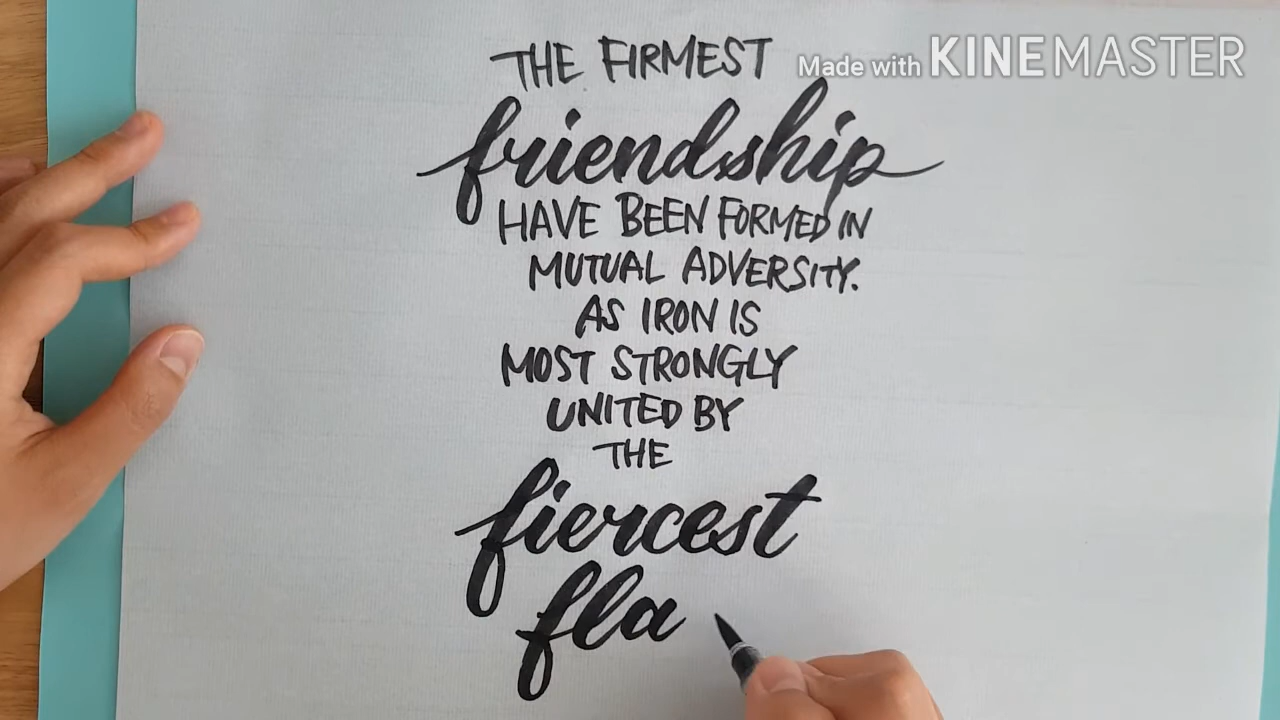 THE FIRMEST
Made with KINEMASTER
friendship
HAVE BEEN FORMED IN
MUTUAL ADVERSITY.
AS IRON IS
MOST STRONGLY
UNITED BY
THE
fiercest
fla